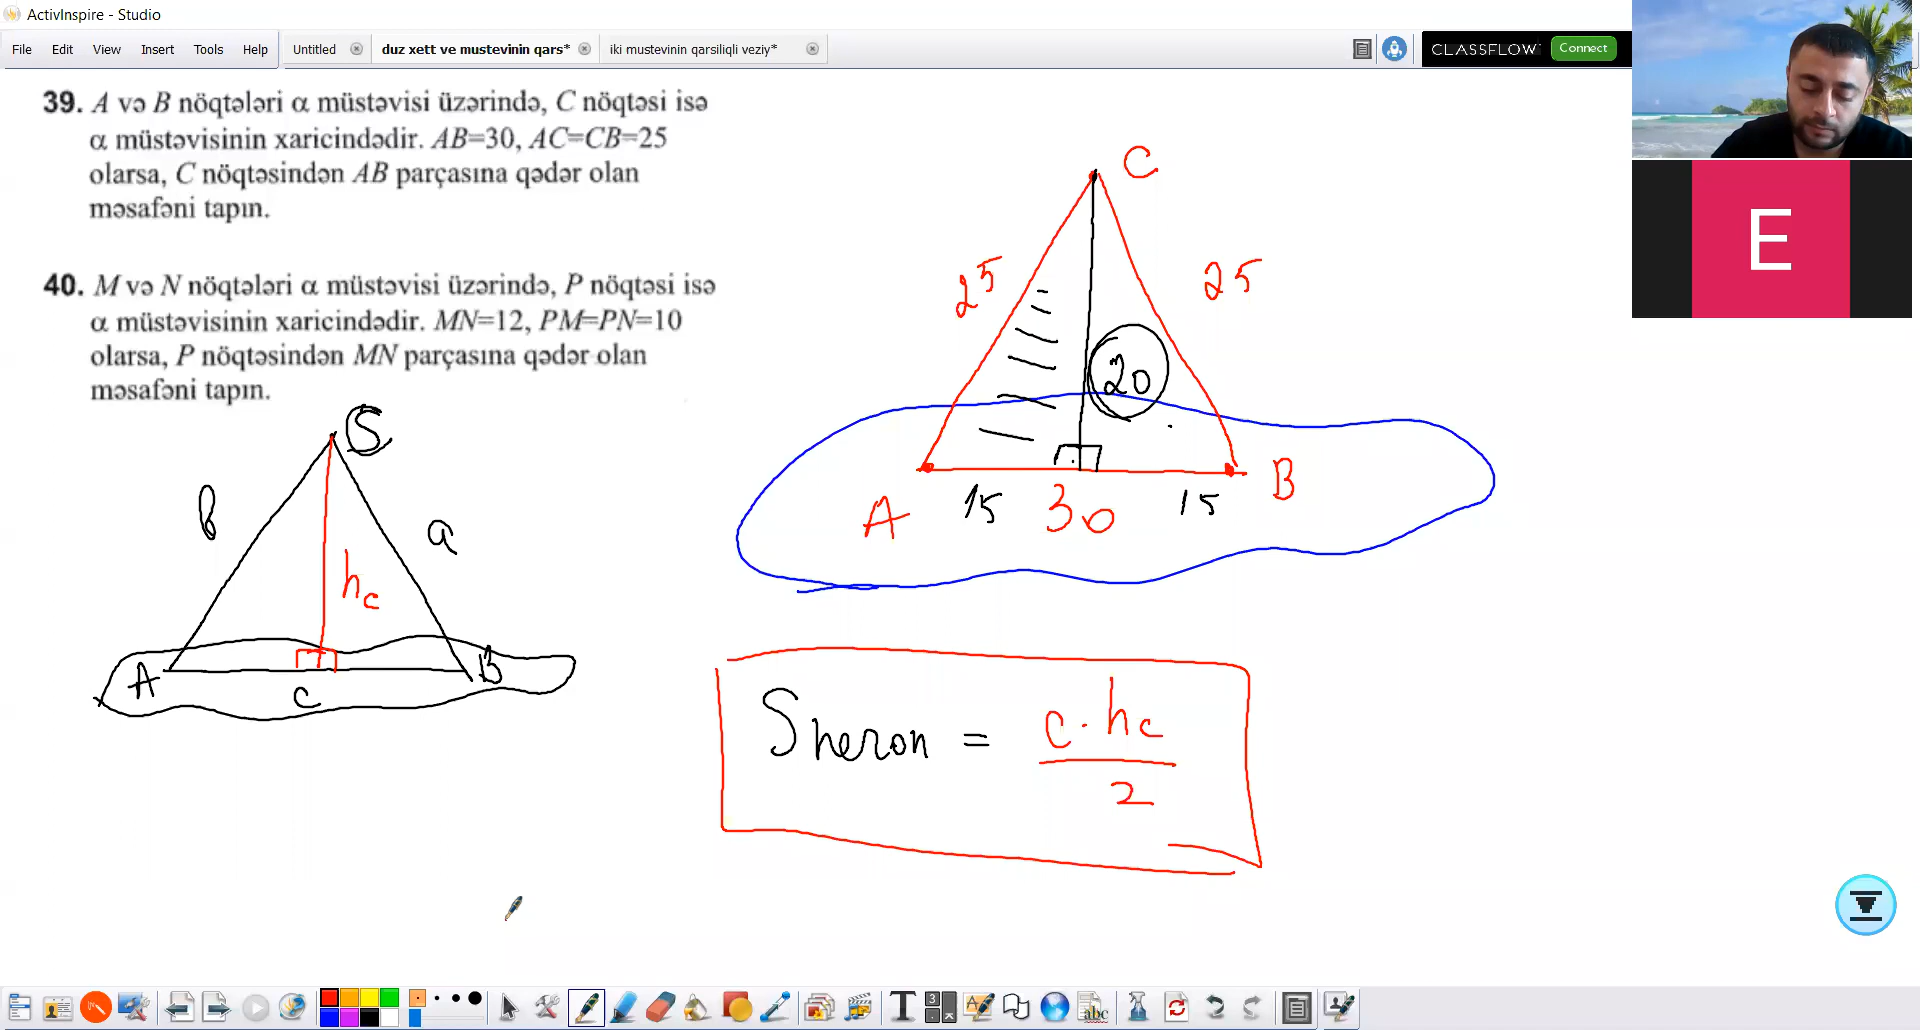 ActivInspire - Studio
File Edit View Insert Tools Help
Untitled
duz xett ve mustevinin qars*
iki mustevinin qarsiliqli veziy*
CLASSFLOW
Connect
39. A və B nöqtələri α müstəvisi üzərində, C nöqtəsi isə
α müstəvisinin xaricindədir. AB=30, AC=CB=25
olarsa, C nöqtəsindən AB parçasına qədər olan
məsafəni tapın.
40. M və N nöqtələri α müstəvisi üzərində, P nöqtəsi isə
α müstəvisinin xaricindədir. MN=12, PM=PN=10
olarsa, P nöqtəsindən MN parçasına qədər olan
məsafəni tapın.
S
b
a
hc
A
B
c
C
25
25
20
A
15
30
15
B
Sheron = c · hc
2
E
T
3
abc